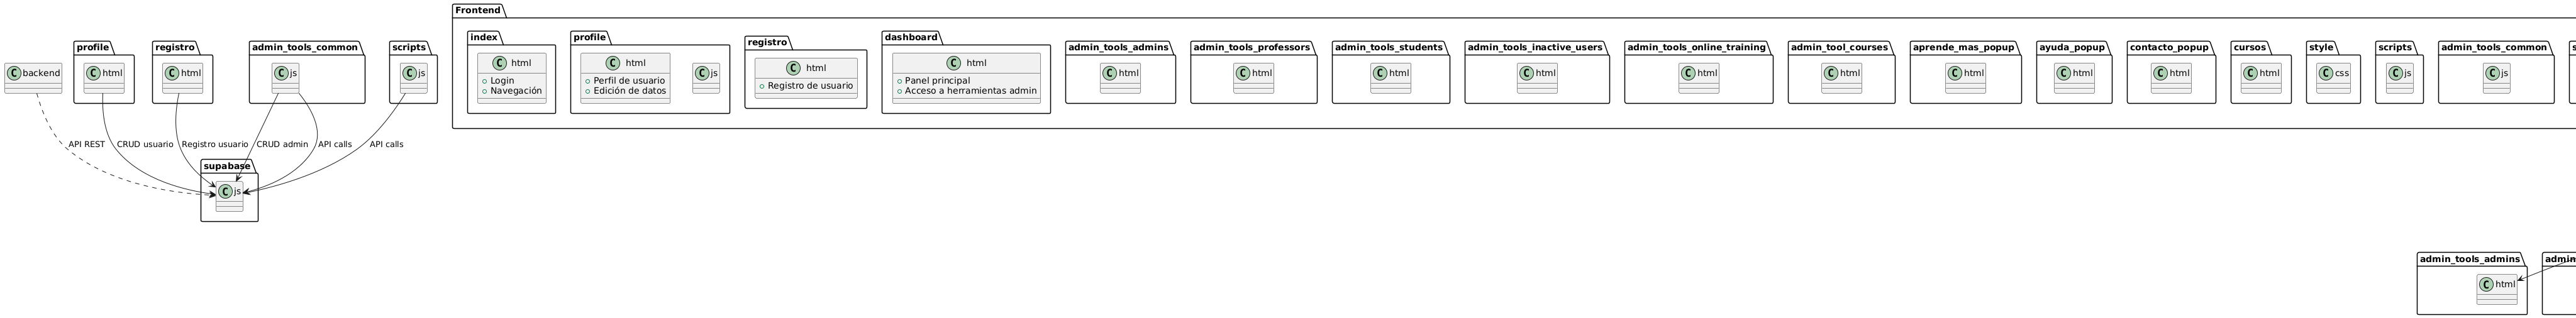 Frontend
index
html
Login
Navegación
profile
html
Perfil de usuario
Edición de datos
js
registro
html
Registro de usuario
dashboard
html
Panel principal
Acceso a herramientas admin
admin_tools_admins
html
admin_tools_professors
html
admin_tools_students
html
admin_tools_inactive_users
html
admin_tools_online_training
html
admin_tool_courses
html
aprende_mas_popup
html
ayuda_popup
html
contacto_popup
html
cursos
html
style
css
scripts
js
admin_tools_common
js
backend
profile
html
registro
html
admin_tools_common
js
scripts
js
API REST
CRUD usuario
Registro usuario
CRUD admin
API calls
API calls
supabase
js
admin_tools_admins
html